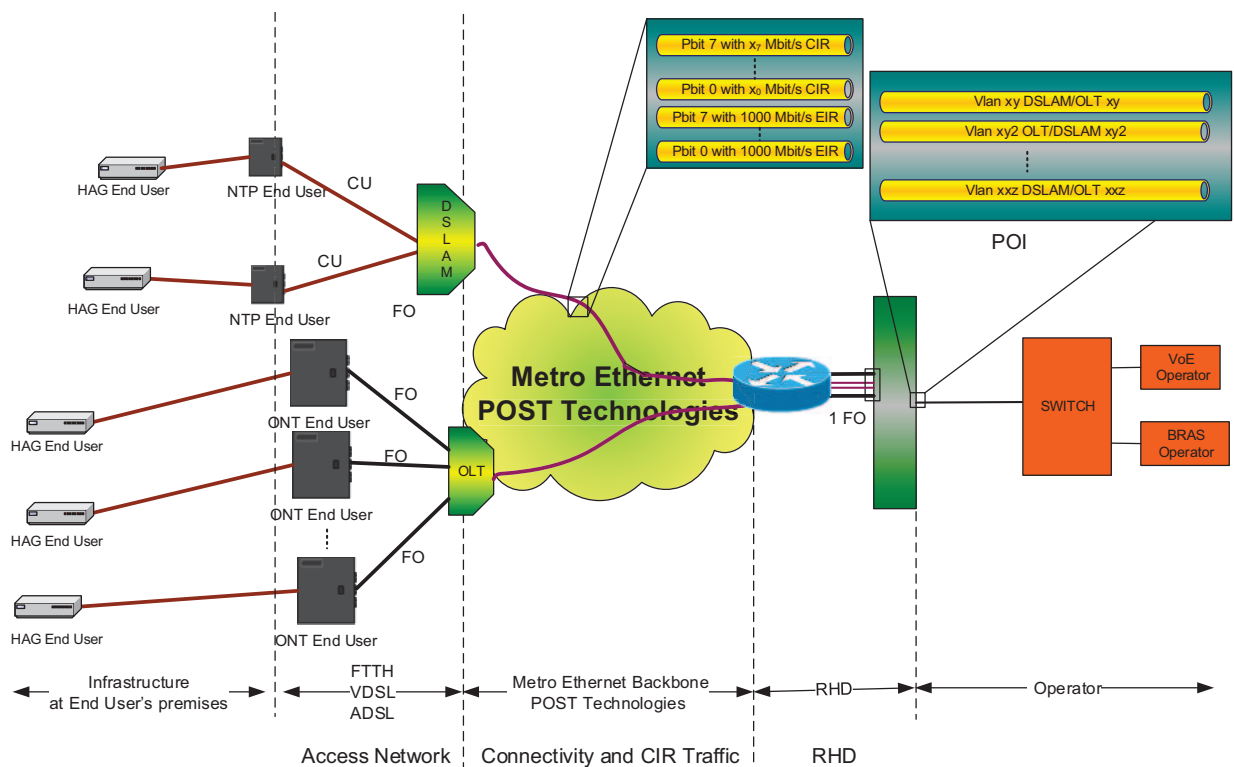 Pbit 7 with x7 Mbit/s CIR
Pbit 0 with x0 Mbit/s CIR
Pbit 7 with 1000 Mbit/s EIR
Pbit 0 with 1000 Mbit/s EIR
Vlan xy DSLAM/OLT xy
Vlan xy2 OLT/DSLAM xy2
Vlan xxz DSLAM/OLT xxz
POI
HAG End User
NTP End User
CU
DSLAM
HAG End User
NTP End User
CU
FO
Metro Ethernet
POST Technologies
1 FO
SWITCH
VoE
Operator
BRAS
Operator
HAG End User
ONT End User
FO
HAG End User
ONT End User
FO
OLT
HAG End User
ONT End User
FO
Infrastructure
at End User's premises
FTTH
VDSL
ADSL
Metro Ethernet Backbone
POST Technologies
RHD
Operator
Access Network
Connectivity and CIR Traffic
RHD